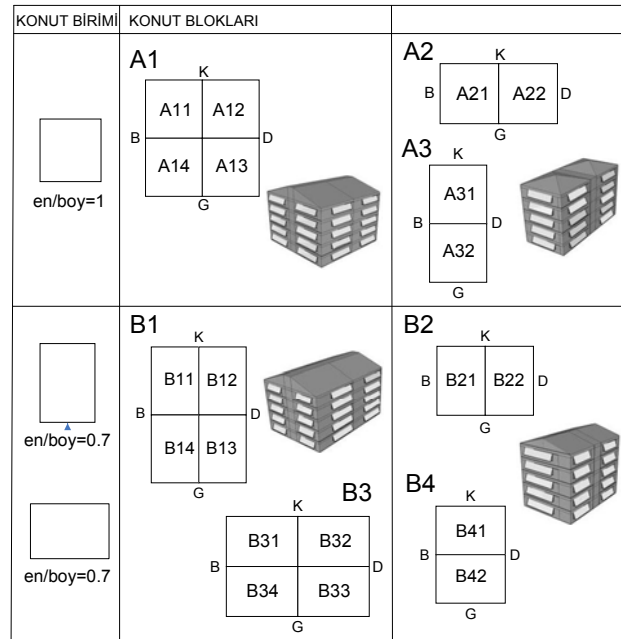 KONUT BİRİMİ KONUT BLOKLARI
en/boy=1
A1
K
A11 A12
B D
A14 A13
G
A2
K
B A21 A22 D
G
A3
K
A31
B D
A32
G
en/boy=0.7
en/boy=0.7
B1
K
B11 B12
B D
B14 B13
G
B3
K
B31 B32
B D
B34 B33
G
B2
K
B B21 B22 D
G
B4
K
B41
B D
B42
G